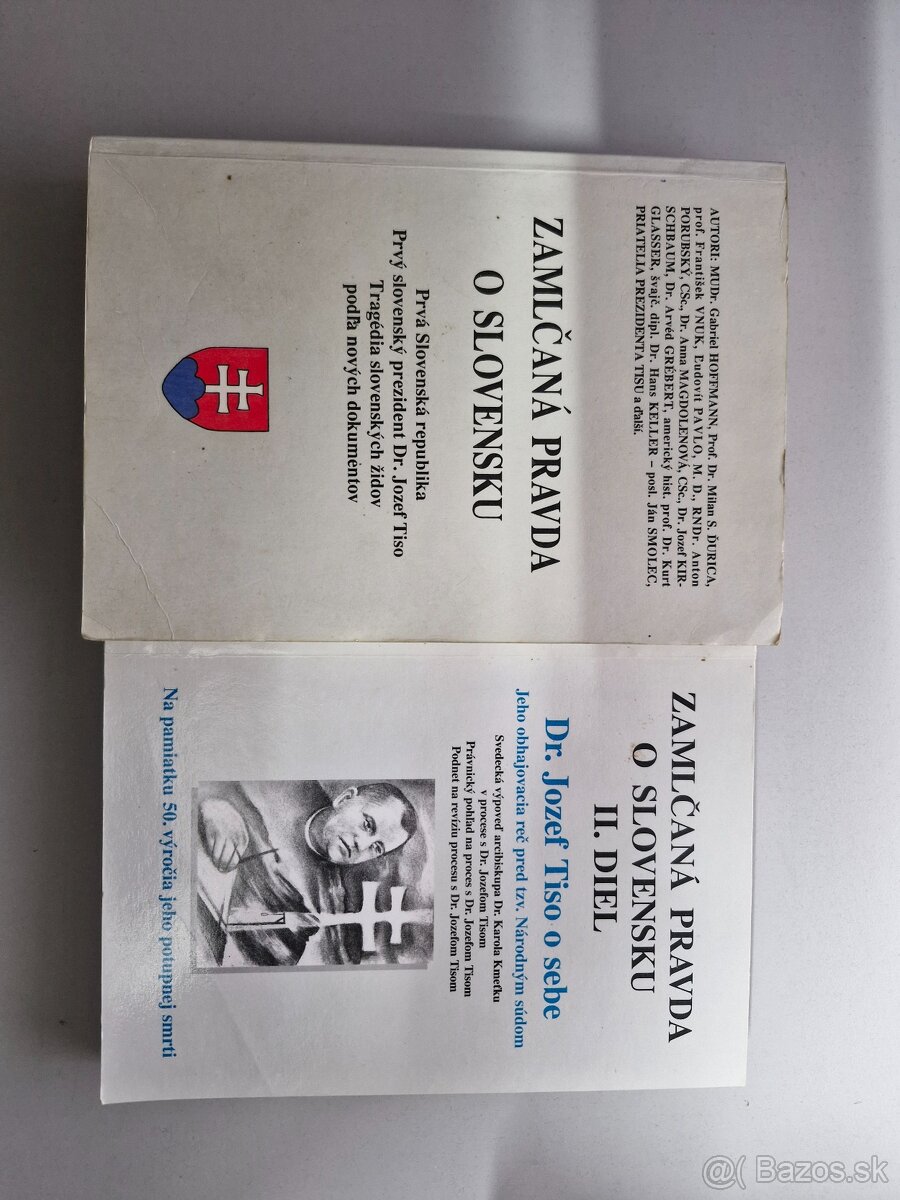 AUTORI: MUDr. Gabriel HOFFMANN, Prof. Dr. Milan S. ĎURICA,
prof. František VNUK, Ľudovít PAVLO, M. D., RNDr. Anton
PORUBSKÝ, CSc., Dr. Anna MAGDOLENOVÁ, CSc., Dr. Jozef KIR-
SCHBAUM, Dr. Arvéd GRÉBERT, americký hist. prof. Dr. Kurt
GLASSER, švajč. dipl. Dr. Hans KELLER – posl. Ján SMOLEC,
PRIATELIA PREZIDENTA TISU a ďalší.
ZAMLČANÁ PRAVDA
O SLOVENSKU
Prvá Slovenská republika
Prvý slovenský prezident Dr. Jozef Tiso
Tragédia slovenských židov
podľa nových dokumentov
ZAMLČANÁ PRAVDA
O SLOVENSKU
II. DIEL
Dr. Jozef Tiso o sebe
Jeho obhajovacia reč pred tzv. Národným súdom
Svedecká výpoveď arcibiskupa Dr. Karola Kmeťku
v procese s Dr. Jozefom Tisom
Právnický pohľad na proces s Dr. Jozefom Tisom
Podnet na revíziu procesu s Dr. Jozefom Tisom
Na pamiatku 50. výročia jeho potupnej smrti
@( Bazos.sk